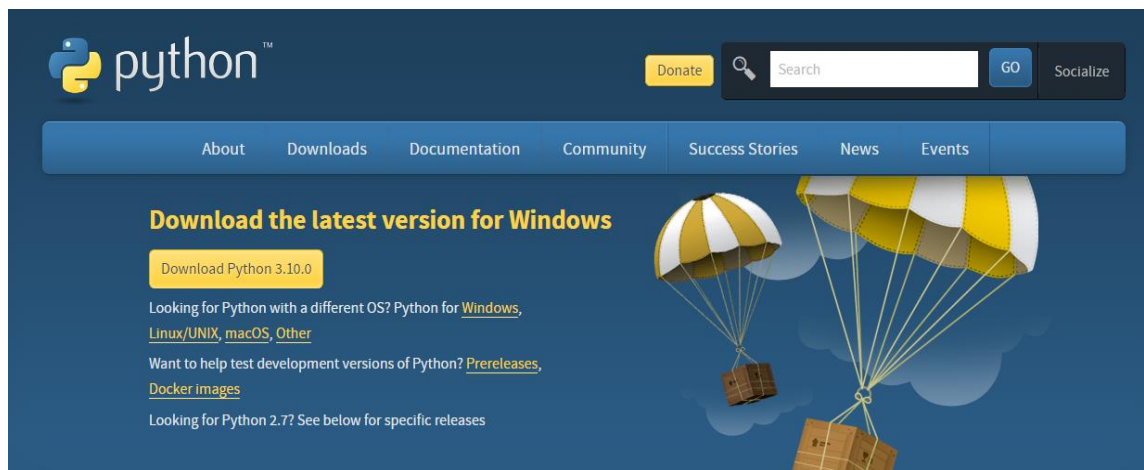 python™
Donate
Search
GO
Socialize
About Downloads Documentation Community Success Stories News Events
Download the latest version for Windows
Download Python 3.10.0
Looking for Python with a different OS? Python for Windows,
Linux/UNIX, macOS, Other
Want to help test development versions of Python? Prereleases,
Docker images
Looking for Python 2.7? See below for specific releases